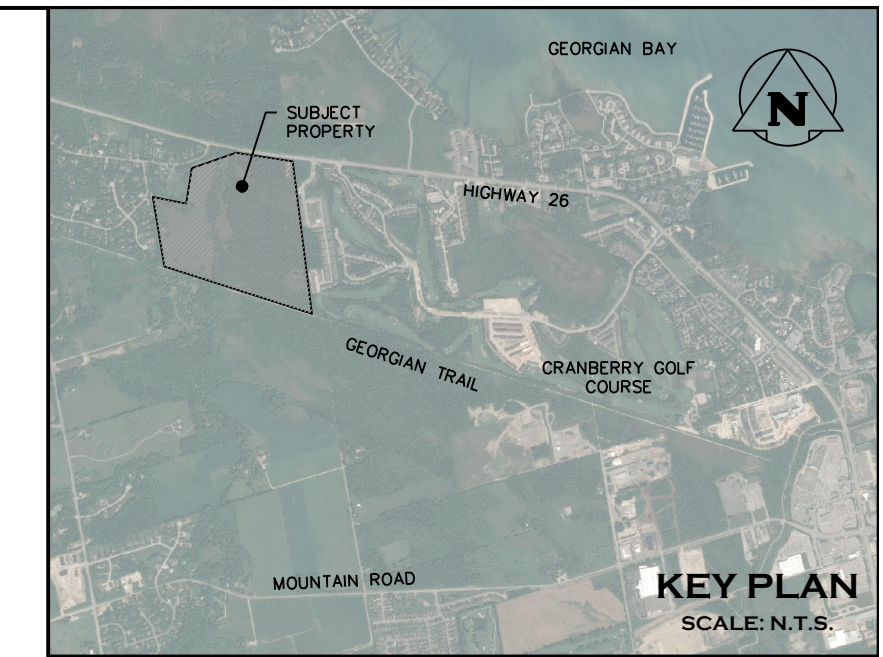 GEORGIAN BAY
N
SUBJECT
PROPERTY
HIGHWAY 26
GEORGIAN TRAIL
CRANBERRY GOLF
COURSE
MOUNTAIN ROAD
KEY PLAN
SCALE: N.T.S.